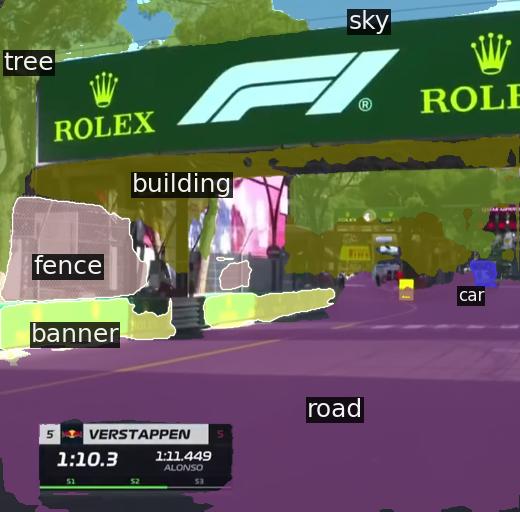 sky
tree
ROLEX
F1
®
ROLE
building
fence
car
banner
road
5 VERSTAPPEN 5
1:10.3
1:11.449
ALONSO
S1 S2 S3